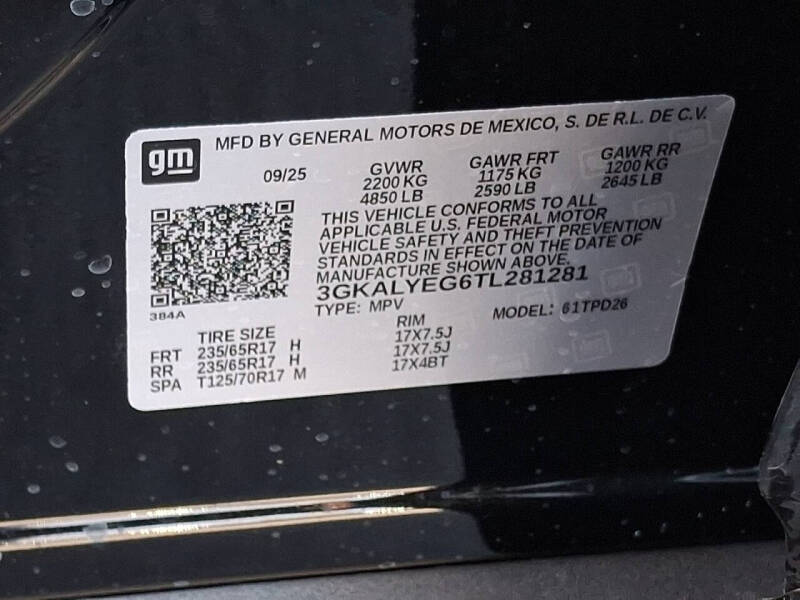 gm
MFD BY GENERAL MOTORS DE MEXICO, S. DE R.L. DE C.V.
09/25 GVWR GAWR FRT GAWR RR
2200 KG 1175 KG 1200 KG
4850 LB 2590 LB 2645 LB
THIS VEHICLE CONFORMS TO ALL
APPLICABLE U.S. FEDERAL MOTOR
VEHICLE SAFETY AND THEFT PREVENTION
STANDARDS IN EFFECT ON THE DATE OF
MANUFACTURE SHOWN ABOVE.
3GKALYEG6TL281281
384A
TYPE: MPV MODEL: 61TPD26
TIRE SIZE RIM
FRT 235/65R17 H 17X7.5J
RR 235/65R17 H 17X7.5J
SPA T125/70R17 M 17X4BT